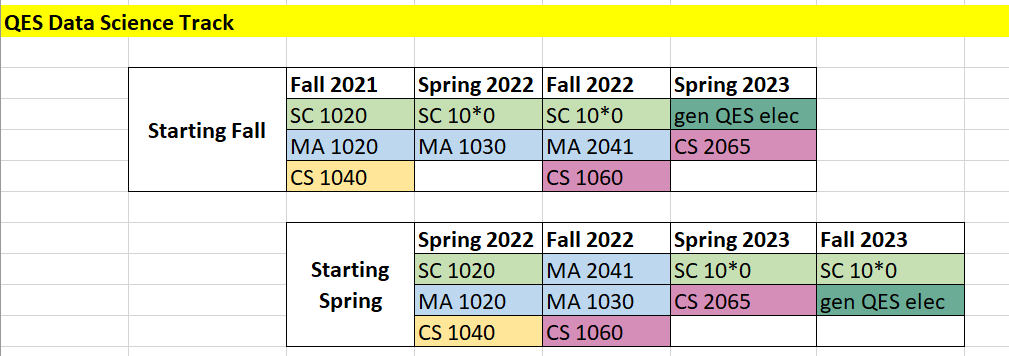 QES Data Science Track
Fall 2021 Spring 2022 Fall 2022 Spring 2023
SC 1020 SC 10*0 SC 10*0 gen QES elec
Starting Fall
MA 1020 MA 1030 MA 2041 CS 2065
CS 1040 CS 1060
Spring 2022 Fall 2022 Spring 2023 Fall 2023
Starting
SC 1020 MA 2041 SC 10*0 SC 10*0
Spring
MA 1020 MA 1030 CS 2065 gen QES elec
CS 1040 CS 1060